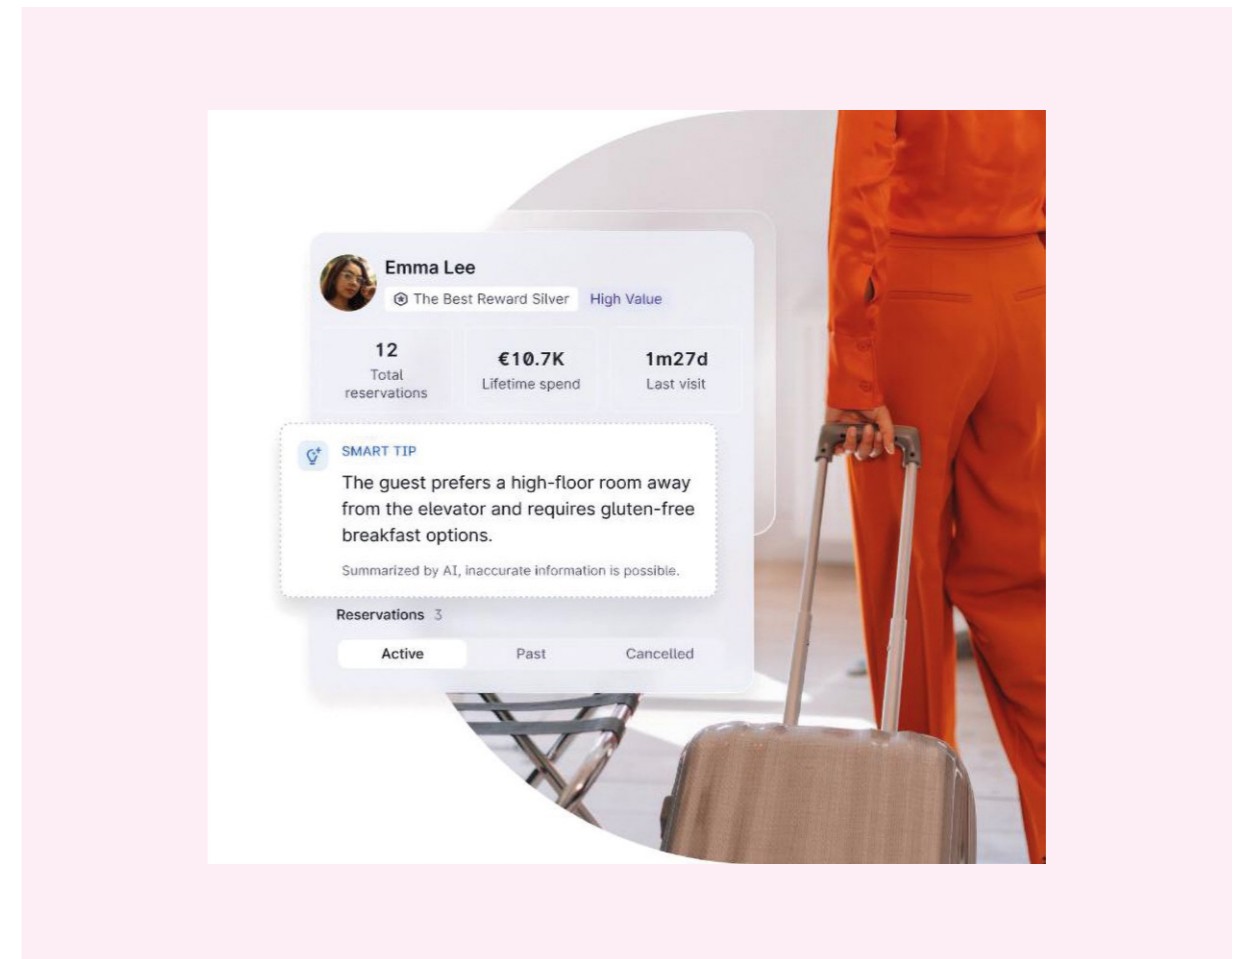 Emma Lee
The Best Reward Silver High Value
12
Total
reservations
€10.7K
Lifetime spend
1m27d
Last visit
SMART TIP
The guest prefers a high-floor room away
from the elevator and requires gluten-free
breakfast options.
Summarized by AI, inaccurate information is possible.
Reservations 3
Active Past Cancelled